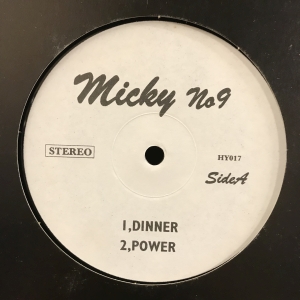 Micky No9
STEREO
HY017
SideA
1,DINNER
2,POWER